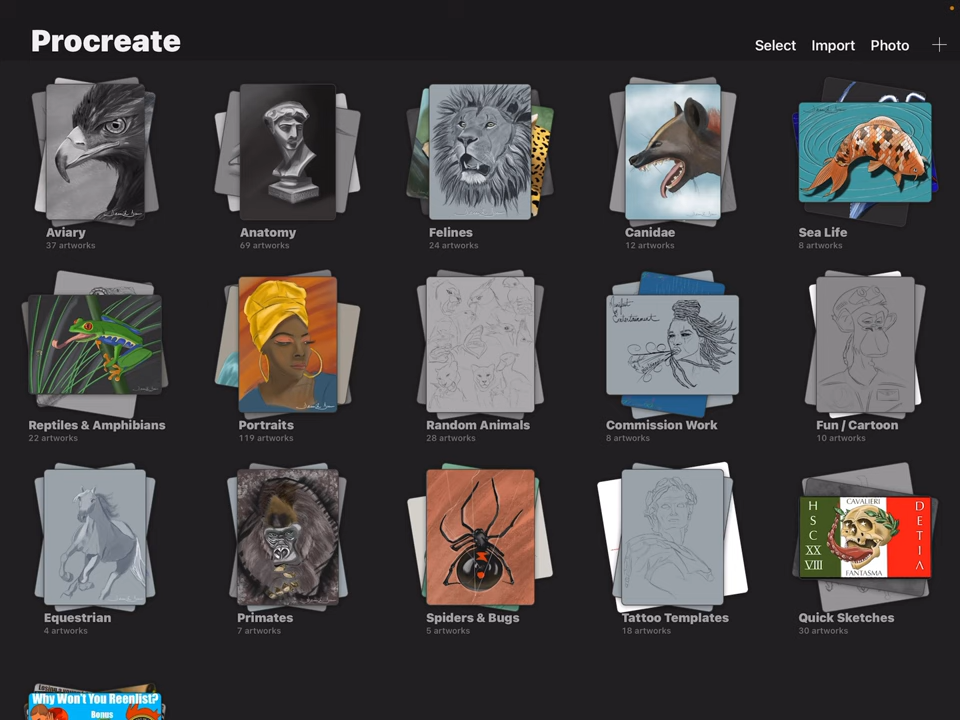 Procreate
Select Import Photo
Aviary
37 artworks
Anatomy
69 artworks
Felines
24 artworks
Canidae
12 artworks
Sea Life
8 artworks
Reptiles & Amphibians
22 artworks
Portraits
119 artworks
Random Animals
28 artworks
Commission Work
8 artworks
Fun / Cartoon
10 artworks
Equestrian
4 artworks
Primates
7 artworks
Spiders & Bugs
5 artworks
Tattoo Templates
18 artworks
H
S
C
XX
VIII
CAVALIERI
FANTASMA
D
E
T
I
Λ
Quick Sketches
30 artworks
Why Won't You Reenlist?
Bonus